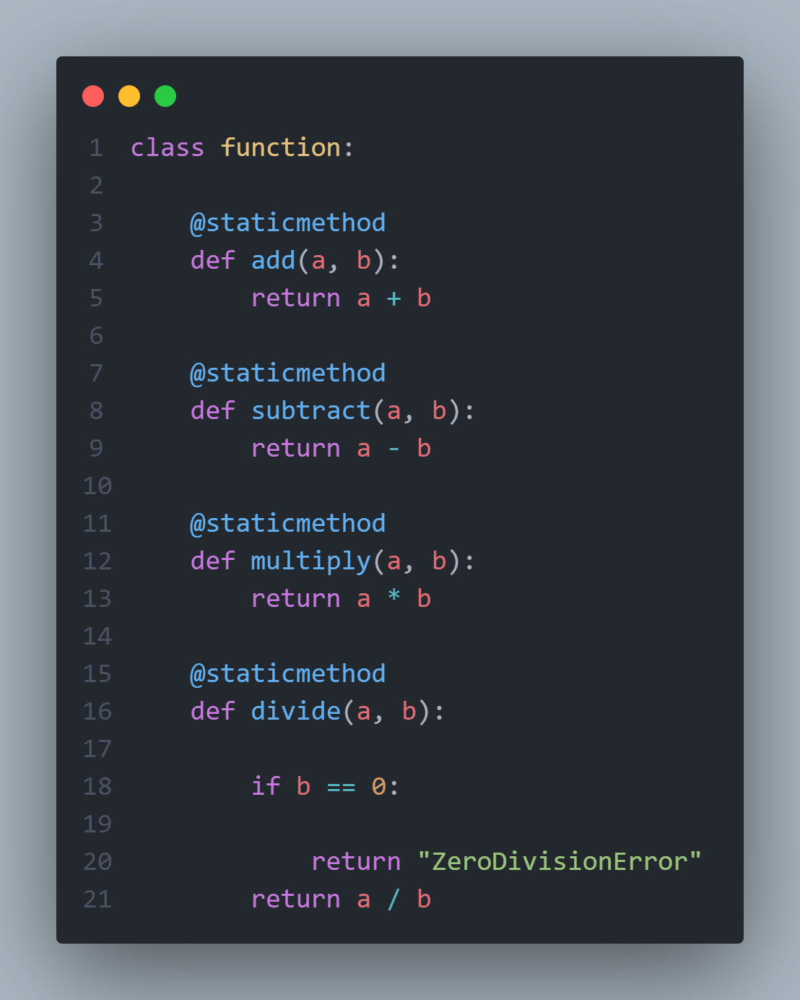 1 class function:
2
3     @staticmethod
4     def add(a, b):
5         return a + b
6
7     @staticmethod
8     def subtract(a, b):
9         return a - b
10
11     @staticmethod
12     def multiply(a, b):
13         return a * b
14
15     @staticmethod
16     def divide(a, b):
17
18         if b == 0:
19
20             return "ZeroDivisionError"
21         return a / b